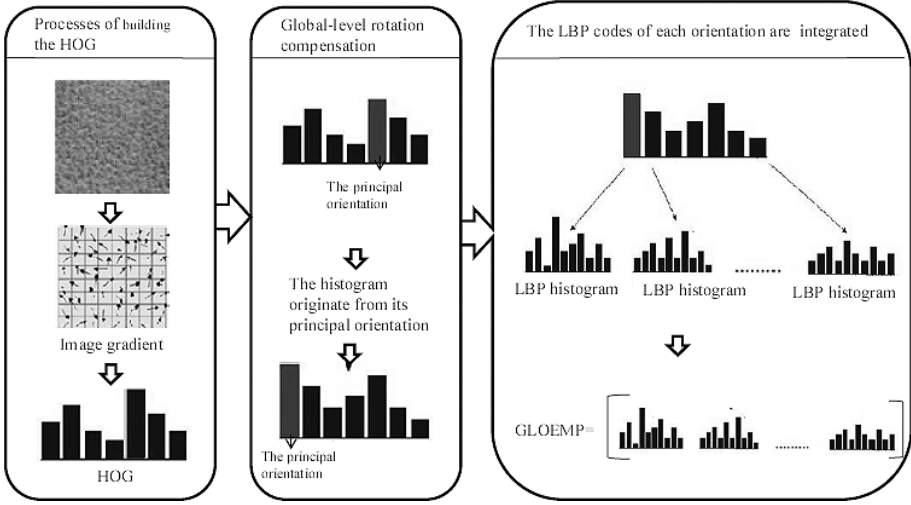 Processes of building
the HOG
Image gradient
HOG
Global-level rotation
compensation
The principal
orientation
The histogram
originate from its
principal orientation
The principal
orientation
The LBP codes of each orientation are integrated
LBP histogram
LBP histogram
..........
LBP histogram
GLOEMP=
........